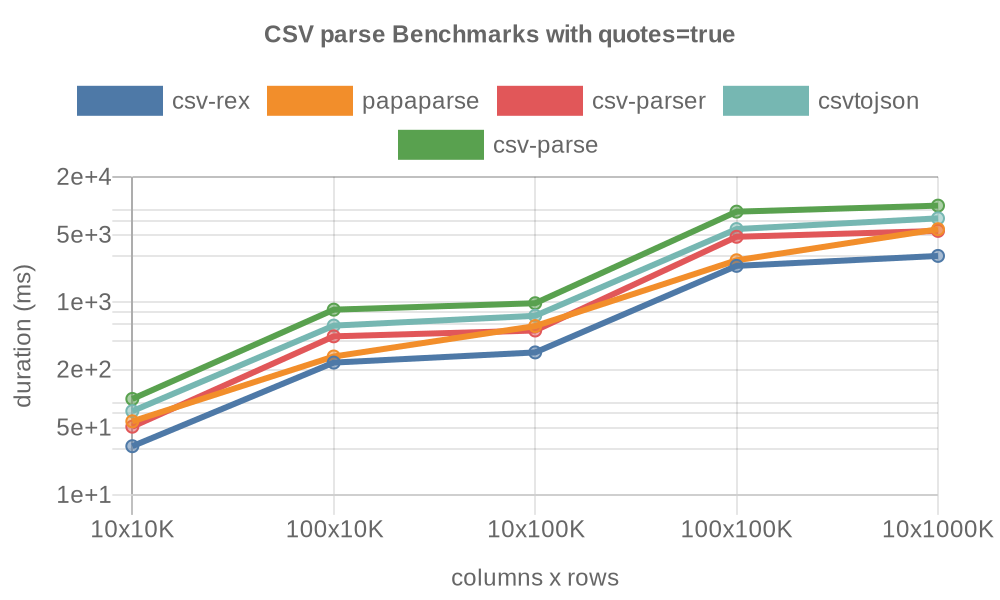 CSV parse Benchmarks with quotes=true
csv-rex papaparse csv-parser csvtojson
csv-parse
2e+4
5e+3
1e+3
2e+2
5e+1
1e+1
duration (ms)
10x10K 100x10K 10x100K 100x100K 10x1000K
columns x rows